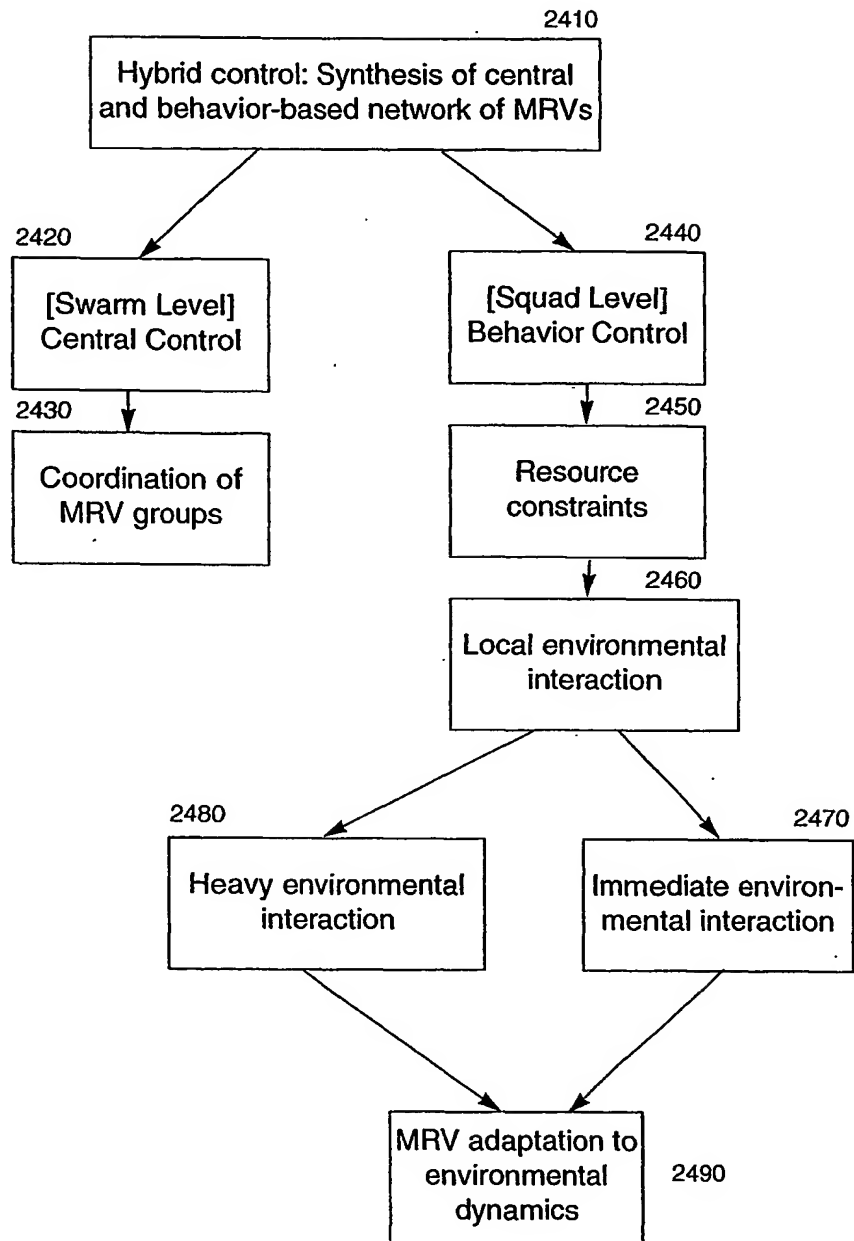 2410
Hybrid control: Synthesis of central
and behavior-based network of MRVs
2420
[Swarm Level]
Central Control
2440
[Squad Level]
Behavior Control
2430
Coordination of
MRV groups
2450
Resource
constraints
2460
Local environmental
interaction
2480
Heavy environmental
interaction
2470
Immediate environ-
mental interaction
MRV adaptation to
environmental
dynamics
2490